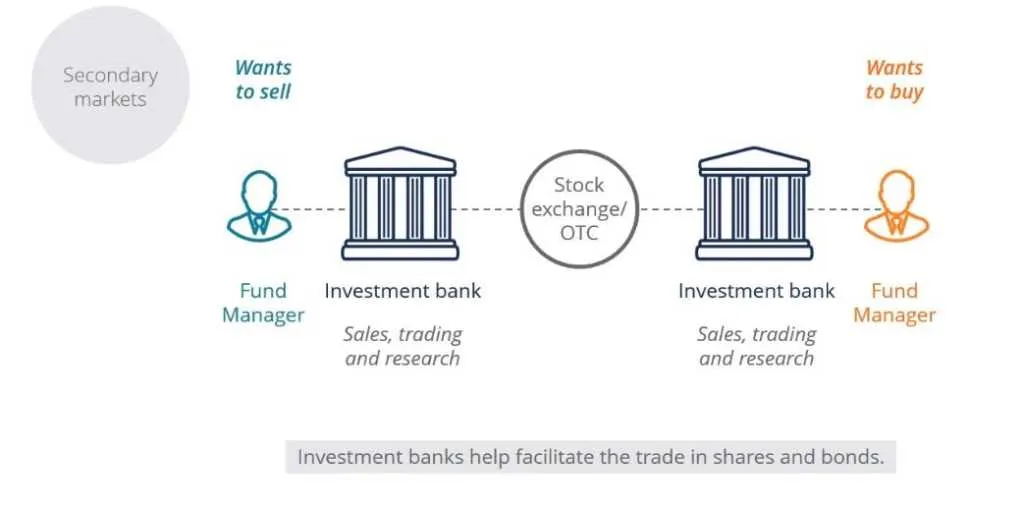 Secondary
markets
Wants
to sell
Wants
to buy
Stock
exchange/
OTC
Fund
Manager
Investment bank
Sales, trading
and research
Investment bank
Sales, trading
and research
Fund
Manager
Investment banks help facilitate the trade in shares and bonds.